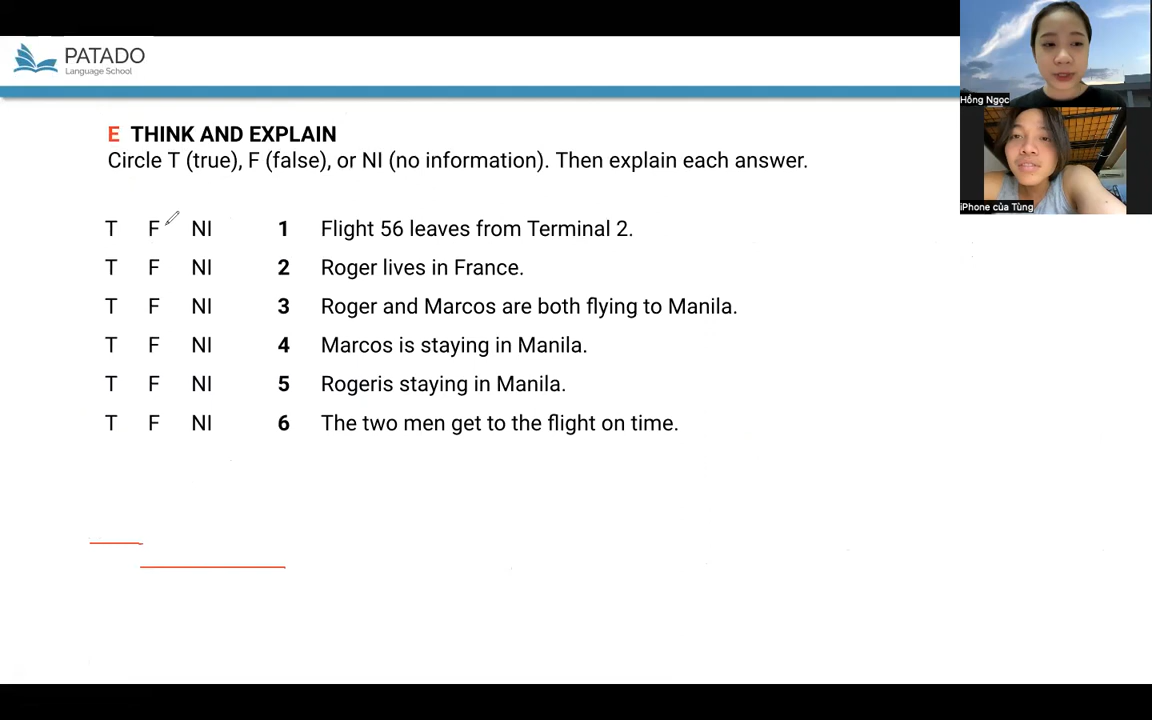 PATADO
Language School
Hồng Ngọc
iPhone của Tùng
E THINK AND EXPLAIN
Circle T (true), F (false), or NI (no information). Then explain each answer.
T F NI 1 Flight 56 leaves from Terminal 2.
T F NI 2 Roger lives in France.
T F NI 3 Roger and Marcos are both flying to Manila.
T F NI 4 Marcos is staying in Manila.
T F NI 5 Rogeris staying in Manila.
T F NI 6 The two men get to the flight on time.